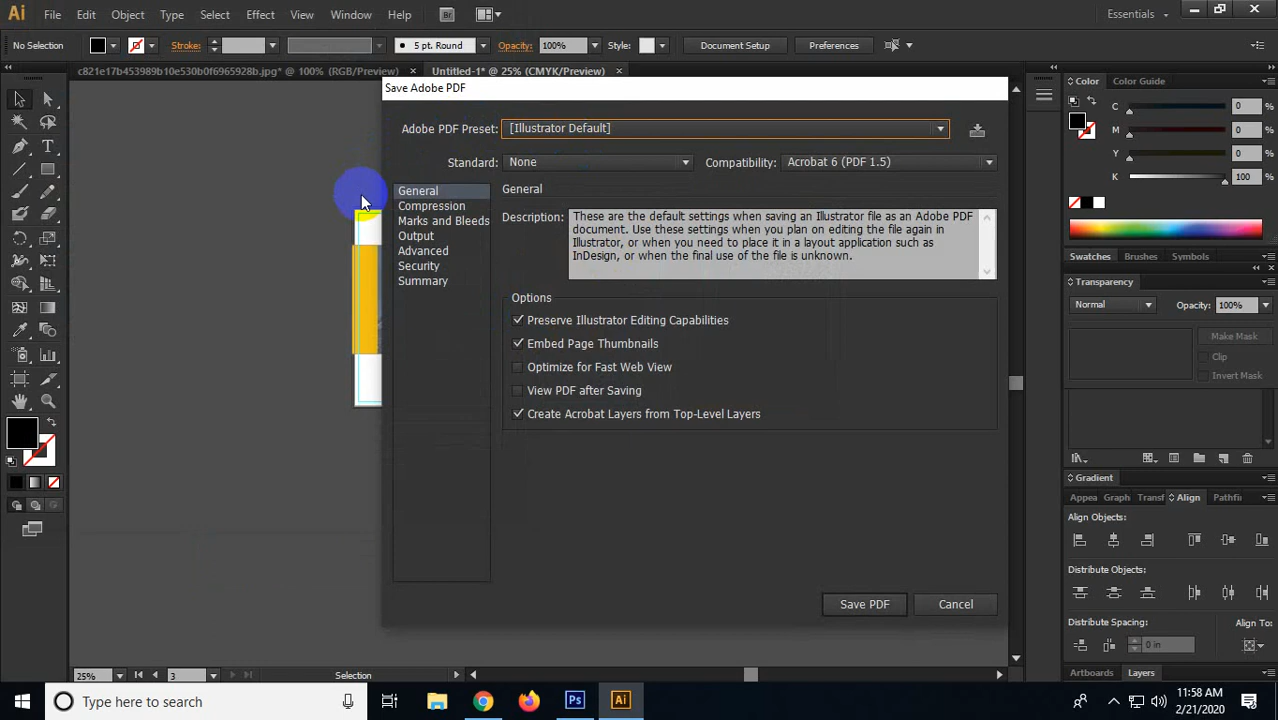 Ai File Edit Object Type Select Effect View Window Help Br Essentials
No Selection Stroke: 5 pt. Round Opacity: 100% Style: Document Setup Preferences
c821e17b453989b10e530b0f6965928b.jpg* @ 100% (RGB/Preview) Untitled-1* @ 25% (CMYK/Preview)
Save Adobe PDF
Adobe PDF Preset: [Illustrator Default]
Standard: None Compatibility: Acrobat 6 (PDF 1.5)
General
Compression
Marks and Bleeds
Output
Advanced
Security
Summary
General
Description: These are the default settings when saving an Illustrator file as an Adobe PDF
document. Use these settings when you plan on editing the file again in
Illustrator, or when you need to place it in a layout application such as
InDesign, or when the final use of the file is unknown.
Options
Preserve Illustrator Editing Capabilities
Embed Page Thumbnails
Optimize for Fast Web View
View PDF after Saving
Create Acrobat Layers from Top-Level Layers
Save PDF Cancel
Color Color Guide
C 0 %
M 0 %
Y 0 %
K 100 %
Swatches Brushes Symbols
Transparency
Normal Opacity: 100%
Make Mask
Clip
Invert Mask
Gradient
Appea Graph Transf Align Pathfi
Align Objects:
Distribute Objects:
Distribute Spacing: Align To:
0 in
Artboards Layers
25% 3 Selection
Type here to search Ps Ai 11:58 AM
2/21/2020